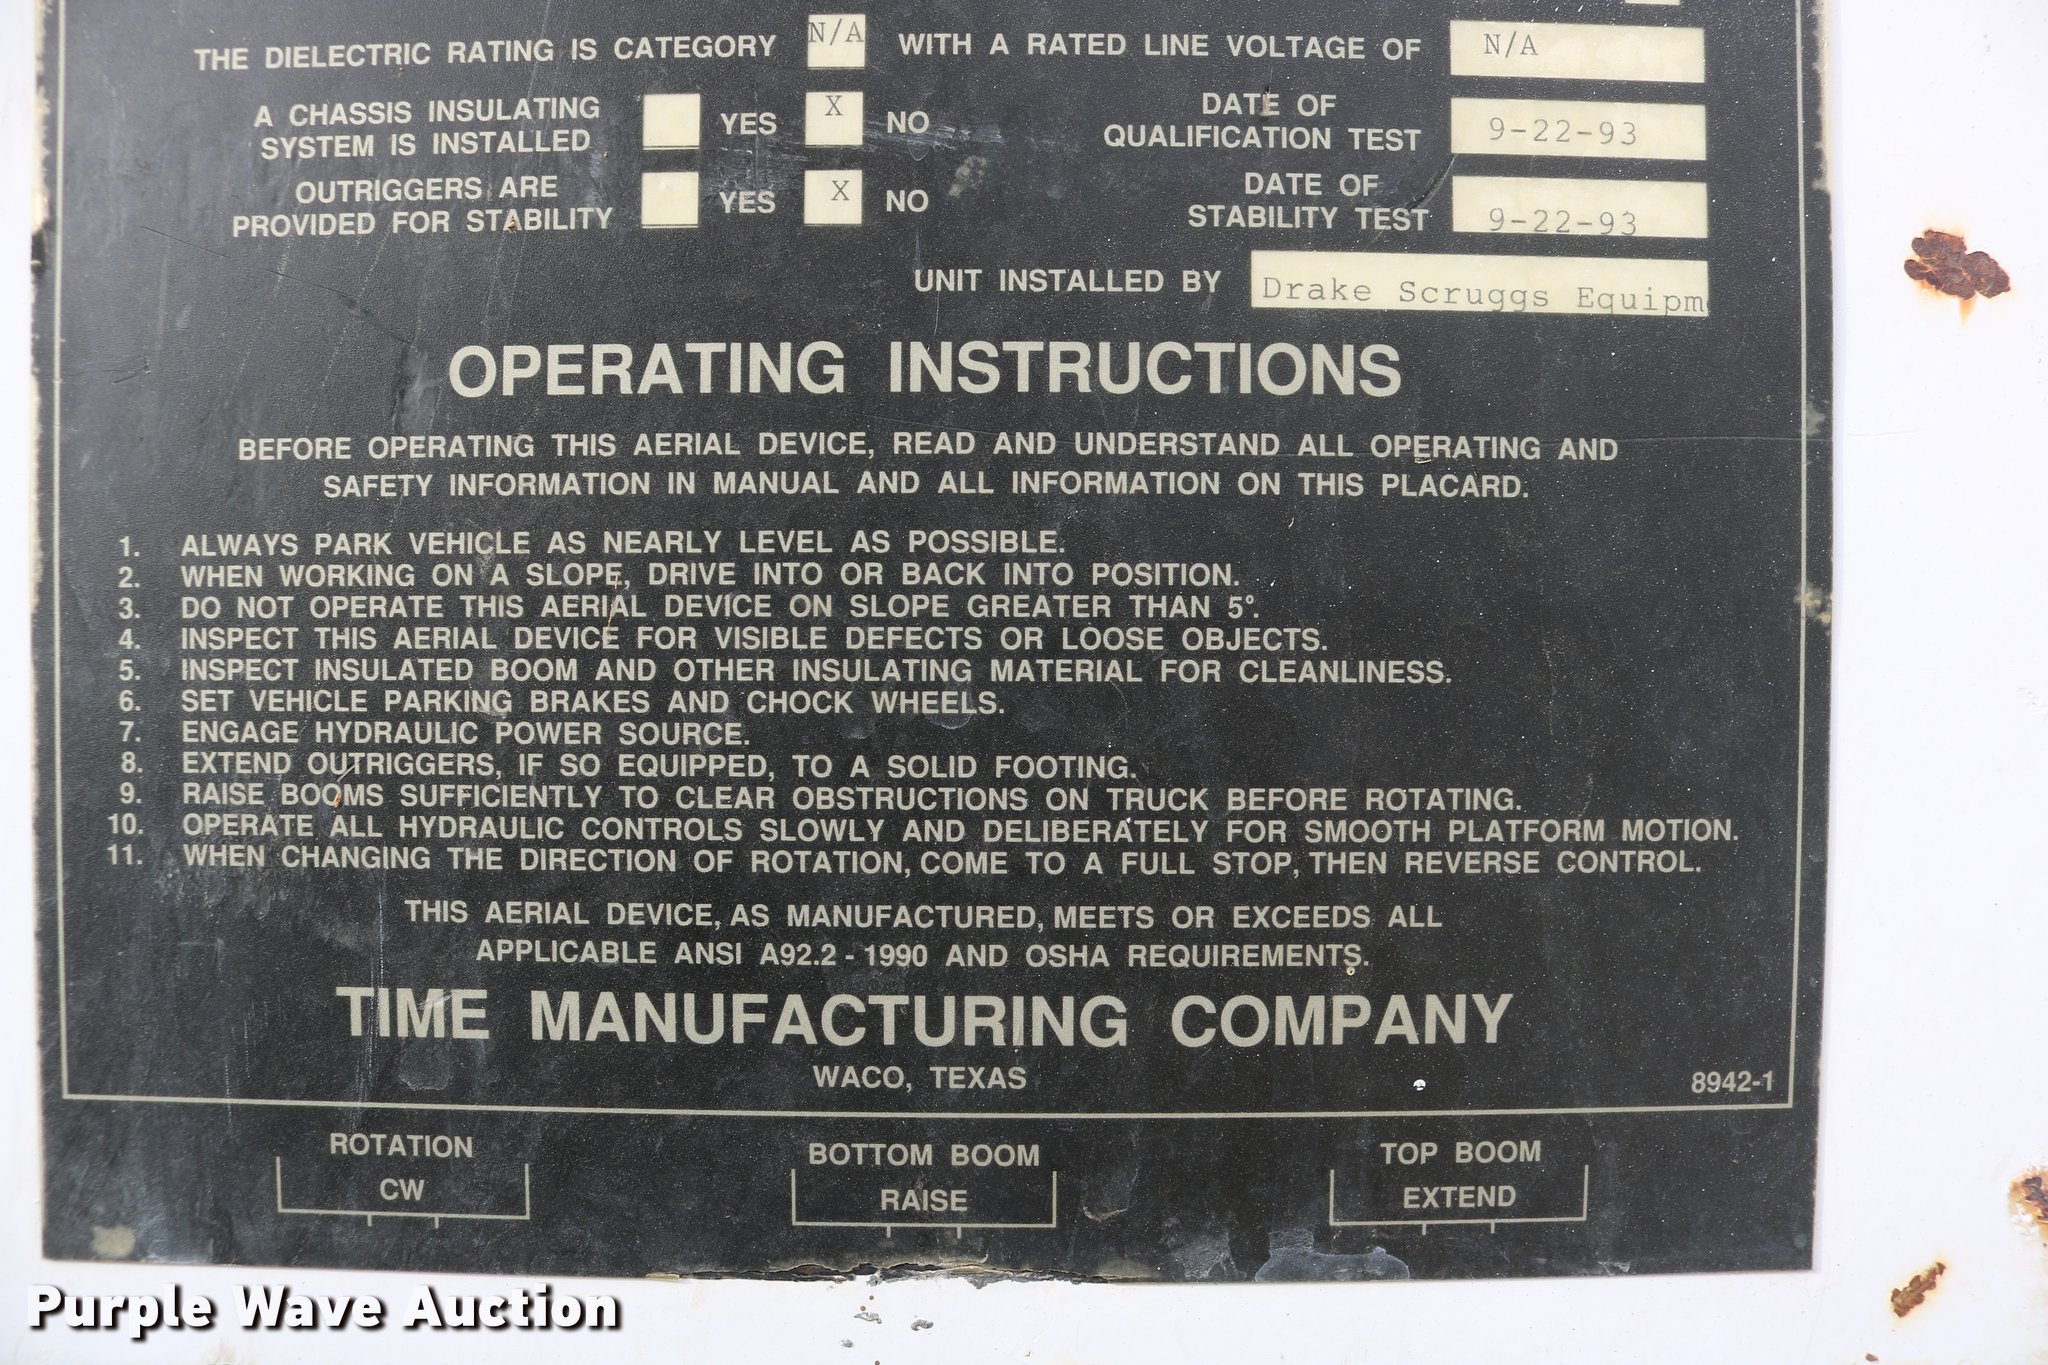 THE DIELECTRIC RATING IS CATEGORY N/A WITH A RATED LINE VOLTAGE OF N/A
A CHASSIS INSULATING SYSTEM IS INSTALLED YES X NO
DATE OF QUALIFICATION TEST 9-22-93
OUTRIGGERS ARE PROVIDED FOR STABILITY YES X NO
DATE OF STABILITY TEST 9-22-93
UNIT INSTALLED BY Drake Scruggs Equipm
OPERATING INSTRUCTIONS
BEFORE OPERATING THIS AERIAL DEVICE, READ AND UNDERSTAND ALL OPERATING AND
SAFETY INFORMATION IN MANUAL AND ALL INFORMATION ON THIS PLACARD.
1. ALWAYS PARK VEHICLE AS NEARLY LEVEL AS POSSIBLE.
2. WHEN WORKING ON A SLOPE, DRIVE INTO OR BACK INTO POSITION.
3. DO NOT OPERATE THIS AERIAL DEVICE ON SLOPE GREATER THAN 5°.
4. INSPECT THIS AERIAL DEVICE FOR VISIBLE DEFECTS OR LOOSE OBJECTS.
5. INSPECT INSULATED BOOM AND OTHER INSULATING MATERIAL FOR CLEANLINESS.
6. SET VEHICLE PARKING BRAKES AND CHOCK WHEELS.
7. ENGAGE HYDRAULIC POWER SOURCE.
8. EXTEND OUTRIGGERS, IF SO EQUIPPED, TO A SOLID FOOTING.
9. RAISE BOOMS SUFFICIENTLY TO CLEAR OBSTRUCTIONS ON TRUCK BEFORE ROTATING.
10. OPERATE ALL HYDRAULIC CONTROLS SLOWLY AND DELIBERATELY FOR SMOOTH PLATFORM MOTION.
11. WHEN CHANGING THE DIRECTION OF ROTATION, COME TO A FULL STOP, THEN REVERSE CONTROL.
THIS AERIAL DEVICE, AS MANUFACTURED, MEETS OR EXCEEDS ALL
APPLICABLE ANSI A92.2 - 1990 AND OSHA REQUIREMENTS.
TIME MANUFACTURING COMPANY
WACO, TEXAS
8942-1
ROTATION
CW
BOTTOM BOOM
RAISE
TOP BOOM
EXTEND
Purple Wave Auction